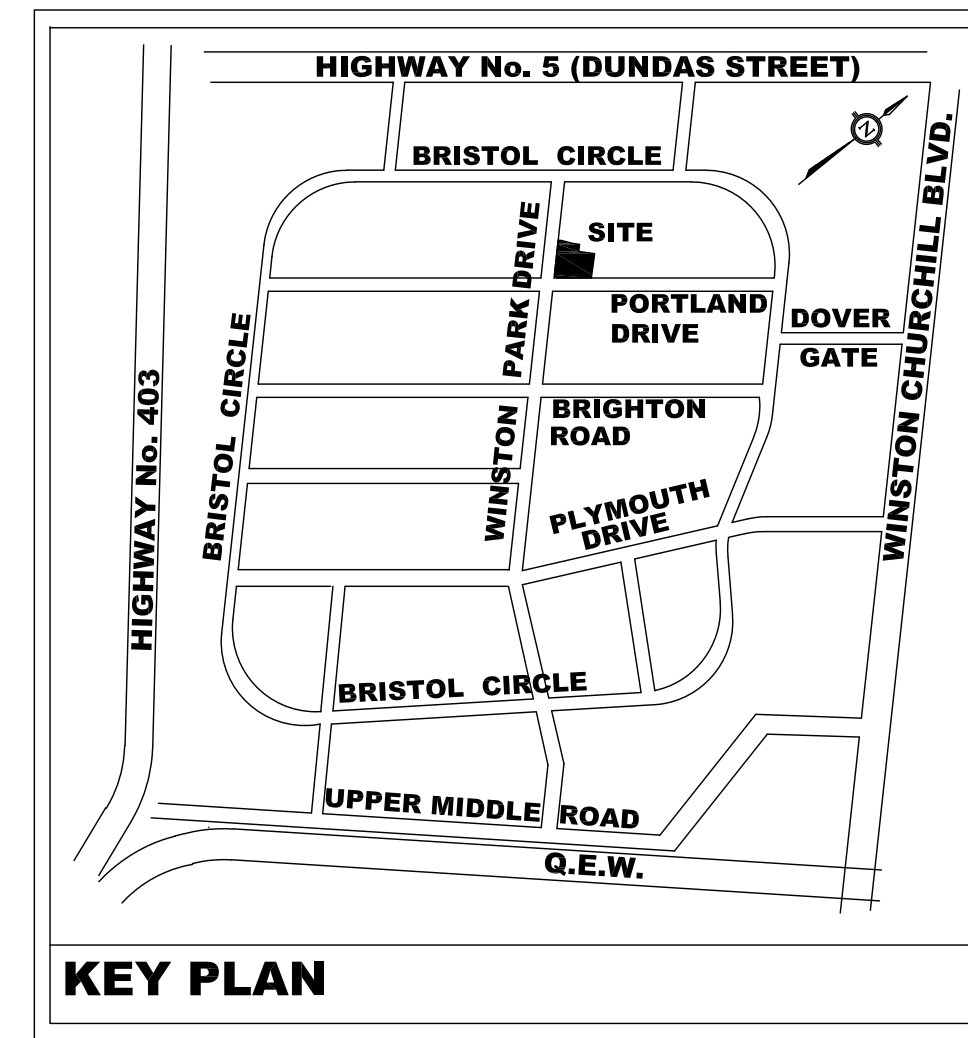 HIGHWAY No. 5 (DUNDAS STREET)
N
BRISTOL CIRCLE
SITE
PARK DRIVE
WINSTON
PORTLAND
DRIVE
DOVER
GATE
WINSTON CHURCHILL BLVD.
BRISTOL CIRCLE
HIGHWAY No. 403
BRIGHTON
ROAD
PLYMOUTH
DRIVE
BRISTOL CIRCLE
UPPER MIDDLE ROAD
Q.E.W.
KEY PLAN